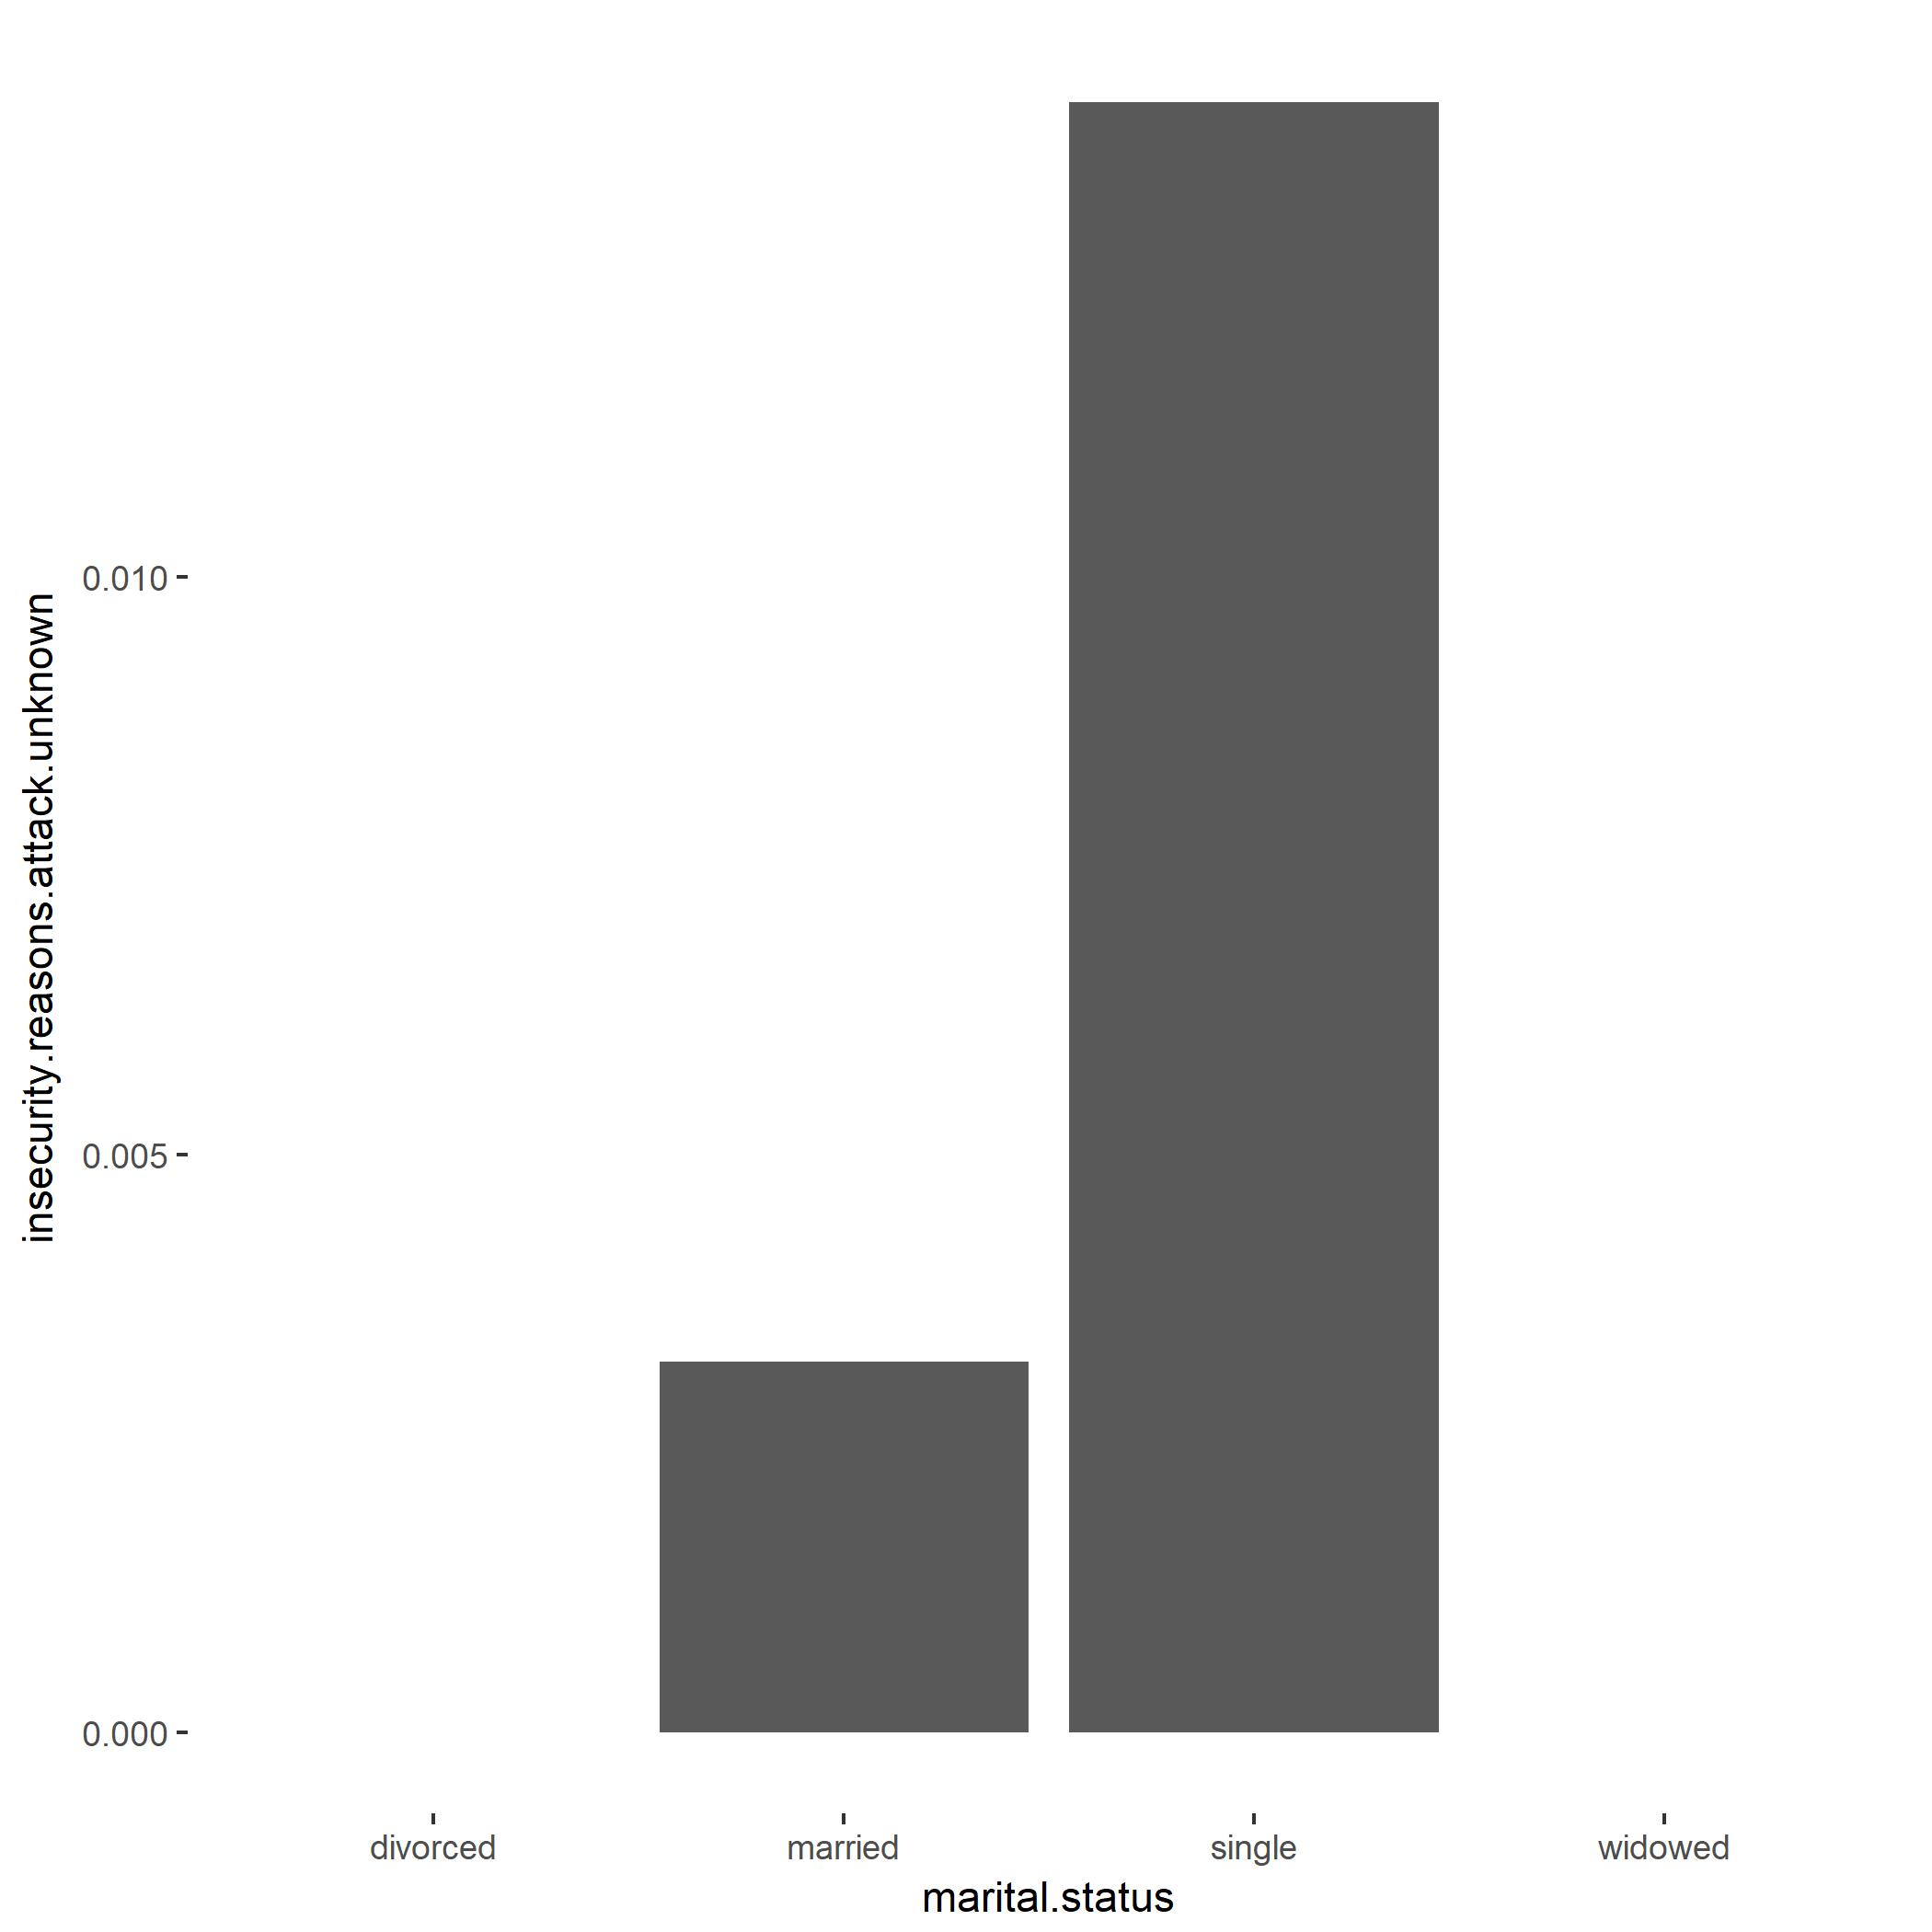 insecurity.reasons.attack.unknown
0.010
0.005
0.000
divorced married single widowed
marital.status